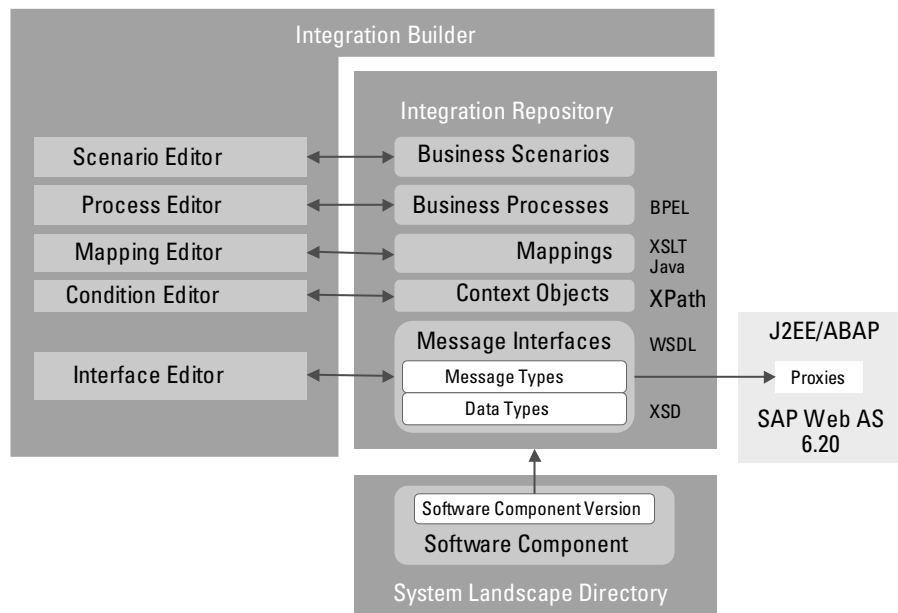 Integration Builder
Integration Repository
Scenario Editor
Business Scenarios
Process Editor
Business Processes
BPEL
Mapping Editor
Mappings
XSLT
Java
Condition Editor
Context Objects
XPath
Interface Editor
Message Interfaces
WSDL
Message Types
Data Types
XSD
J2EE/ABAP
Proxies
SAP Web AS
6.20
Software Component Version
Software Component
System Landscape Directory